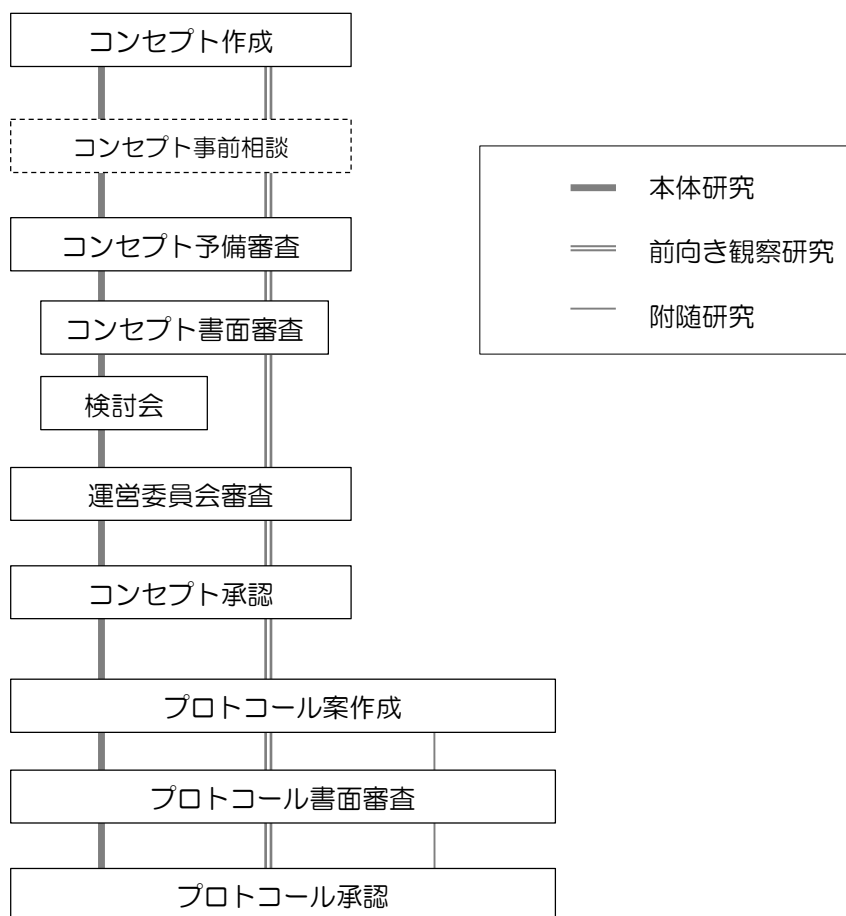 コンセプト作成
コンセプト事前相談
コンセプト予備審査
コンセプト書面審査
検討会
運営委員会審査
コンセプト承認
プロトコール案作成
プロトコール書面審査
プロトコール承認
本体研究
前向き観察研究
附随研究